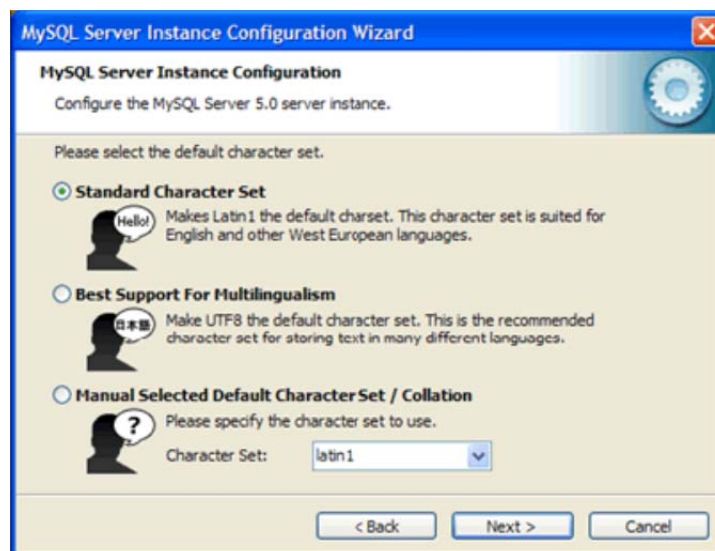 MySQL Server Instance Configuration Wizard
MySQL Server Instance Configuration
Configure the MySQL Server 5.0 server instance.
Please select the default character set.
Standard Character Set
Hello!
Makes Latin1 the default charset. This character set is suited for
English and other West European languages.
Best Support For Multilingualism
日本語
Make UTF8 the default character set. This is the recommended
character set for storing text in many different languages.
Manual Selected Default Character Set / Collation
?
Please specify the character set to use.
Character Set: latin1
< Back Next > Cancel